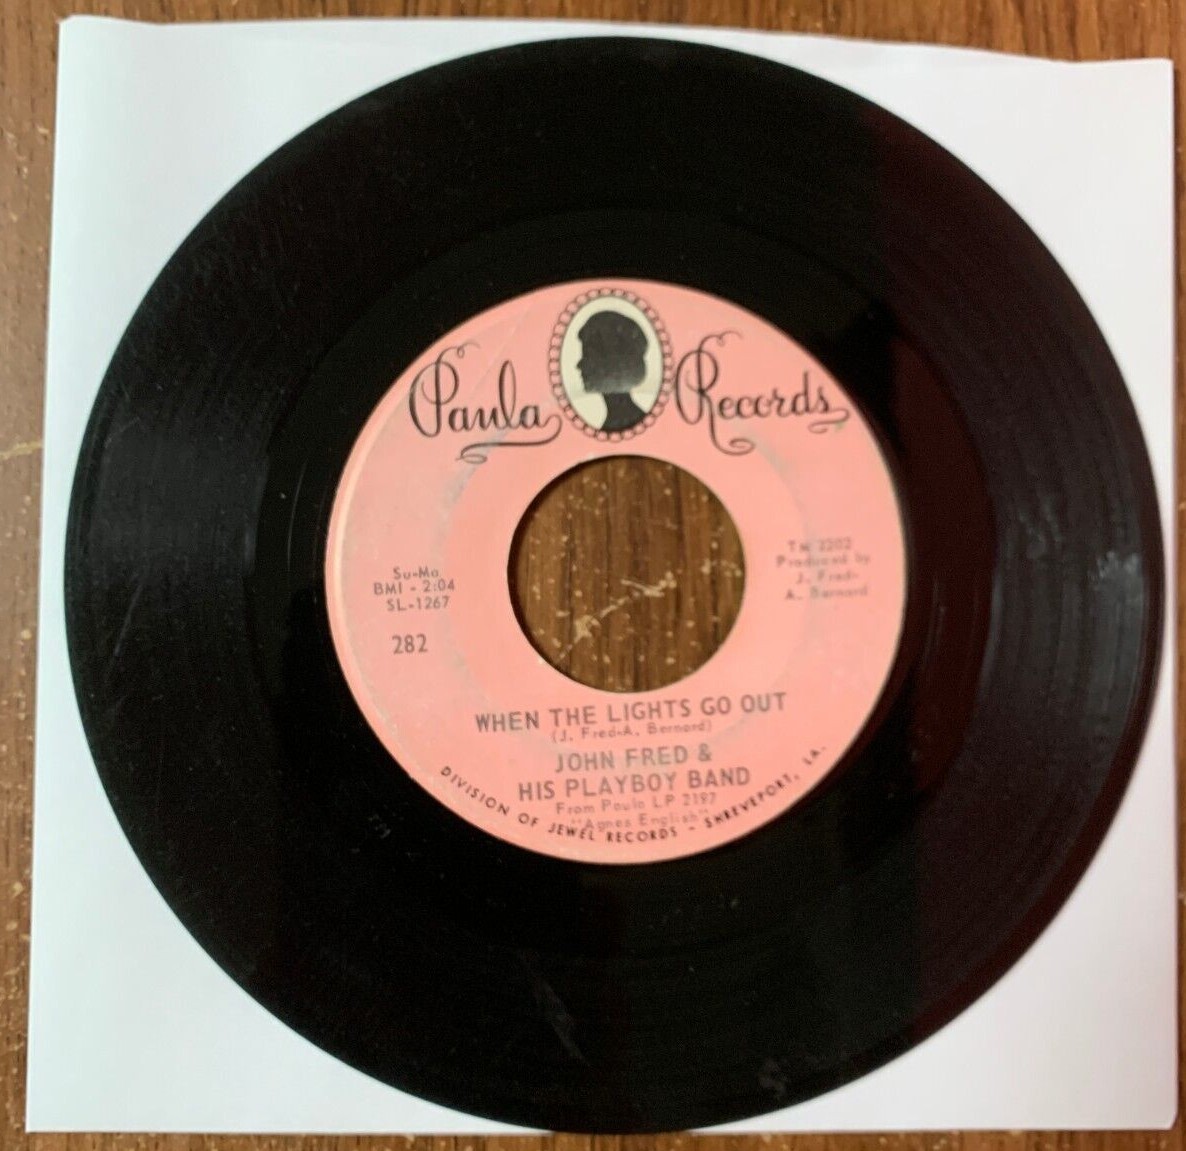 Paula Records
Su-Ma
BMI - 2:04
SL-1267
282
TM 2202
Produced by
J. Fred-
A. Bernard
WHEN THE LIGHTS GO OUT
(J. Fred-A. Bernard)
JOHN FRED &
HIS PLAYBOY BAND
From Paula LP 2197
"Agnes English"
DIVISION OF JEWEL RECORDS - SHREVEPORT, LA.